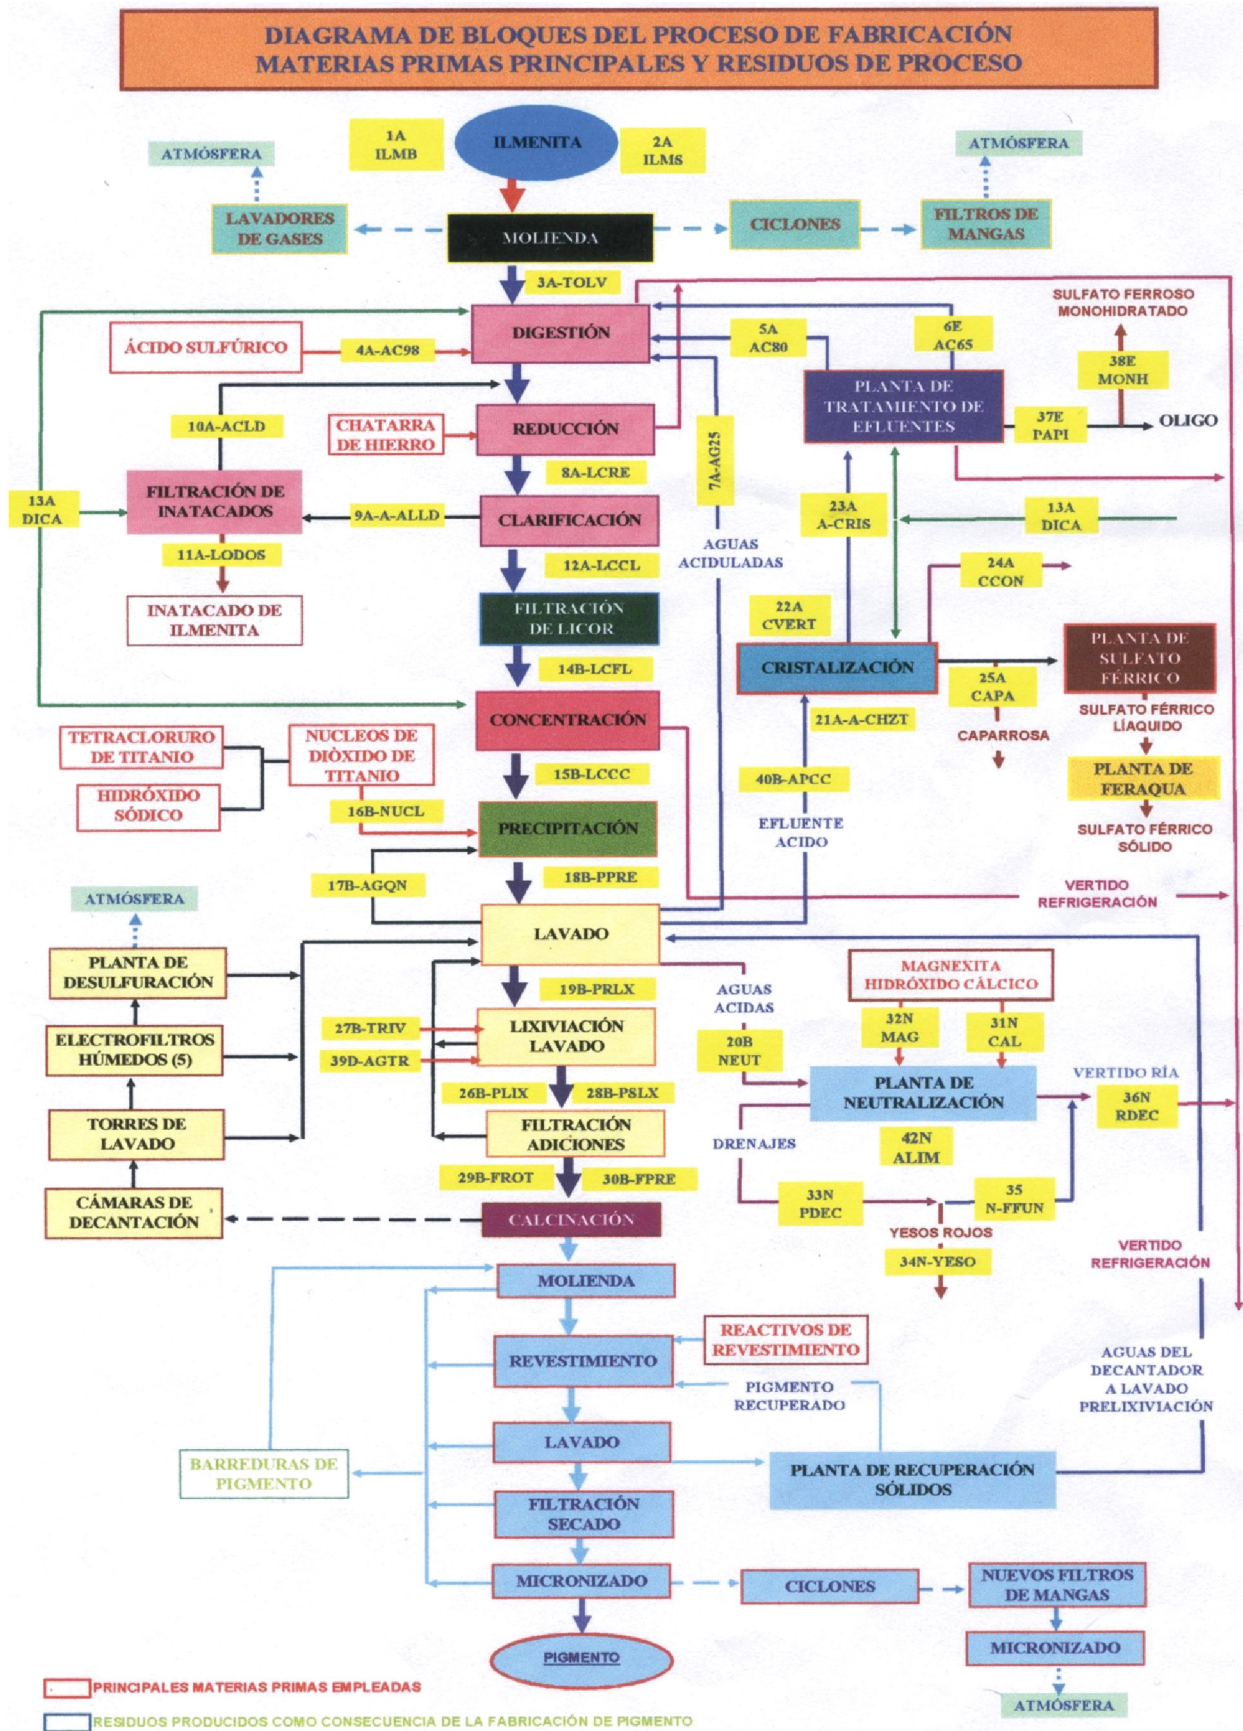 DIAGRAMA DE BLOQUES DEL PROCESO DE FABRICACIÓN
MATERIAS PRIMAS PRINCIPALES Y RESIDUOS DE PROCESO
1A
ILMB
ILMENITA
2A
ILMS
ATMÓSFERA
ATMÓSFERA
LAVADORES
DE GASES
MOLIENDA
CICLONES
FILTROS DE
MANGAS
3A-TOLV
DIGESTIÓN
ÁCIDO SULFÚRICO
4A-AC98
5A
AC80
6E
AC65
SULFATO FERROSO
MONOHIDRATADO
38E
MONH
PLANTA DE
TRATAMIENTO DE
EFLUENTES
37E
PAPI
OLIGO
10A-ACLD
CHATARRA
DE HIERRO
REDUCCIÓN
7A-AG25
8A-LCRE
13A
DICA
FILTRACIÓN DE
INATACADOS
9A-A-ALLD
CLARIFICACIÓN
23A
A-CRIS
13A
DICA
11A-LODOS
12A-LCCL
AGUAS
ACIDULADAS
24A
CCON
INATACADO DE
ILMENITA
FILTRACIÓN
DE LICOR
22A
CVERT
14B-LCFL
CRISTALIZACIÓN
25A
CAPA
PLANTA DE
SULFATO
FÉRRICO
CONCENTRACIÓN
21A-A-CHZT
CAPARROSA
SULFATO FÉRRICO
LÍAQUIDO
TETRACLORURO
DE TITANIO
NUCLEOS DE
DIÒXIDO DE
TITANIO
15B-LCCC
40B-APCC
PLANTA DE
FERAQUA
HIDRÓXIDO
SÓDICO
16B-NUCL
PRECIPITACIÓN
EFLUENTE
ACIDO
SULFATO FÉRRICO
SÓLIDO
17B-AGQN
18B-PPRE
VERTIDO
REFRIGERACIÓN
ATMÓSFERA
LAVADO
PLANTA DE
DESULFURACIÓN
19B-PRLX
AGUAS
ACIDAS
MAGNEXITA
HIDRÓXIDO CÁLCICO
ELECTROFILTROS
HÚMEDOS (5)
27B-TRIV
39D-AGTR
LIXIVIACIÓN
LAVADO
20B
NEUT
32N
MAG
31N
CAL
26B-PLIX
28B-PSLX
PLANTA DE
NEUTRALIZACIÓN
VERTIDO RÍA
36N
RDEC
TORRES DE
LAVADO
FILTRACIÓN
ADICIONES
DRENAJES
42N
ALIM
29B-FROT
30B-FPRE
CÁMARAS DE
DECANTACIÓN
CALCINACIÓN
33N
PDEC
35
N-FFUN
YESOS ROJOS
34N-YESO
VERTIDO
REFRIGERACIÓN
MOLIENDA
REACTIVOS DE
REVESTIMIENTO
REVESTIMIENTO
PIGMENTO
RECUPERADO
AGUAS DEL
DECANTADOR
A LAVADO
PRELIXIVIACIÓN
LAVADO
BARREDURAS DE
PIGMENTO
PLANTA DE RECUPERACIÓN
SÓLIDOS
FILTRACIÓN
SECADO
MICRONIZADO
CICLONES
NUEVOS FILTROS
DE MANGAS
MICRONIZADO
PIGMENTO
ATMÓSFERA
PRINCIPALES MATERIAS PRIMAS EMPLEADAS
RESIDUOS PRODUCIDOS COMO CONSECUENCIA DE LA FABRICACIÓN DE PIGMENTO